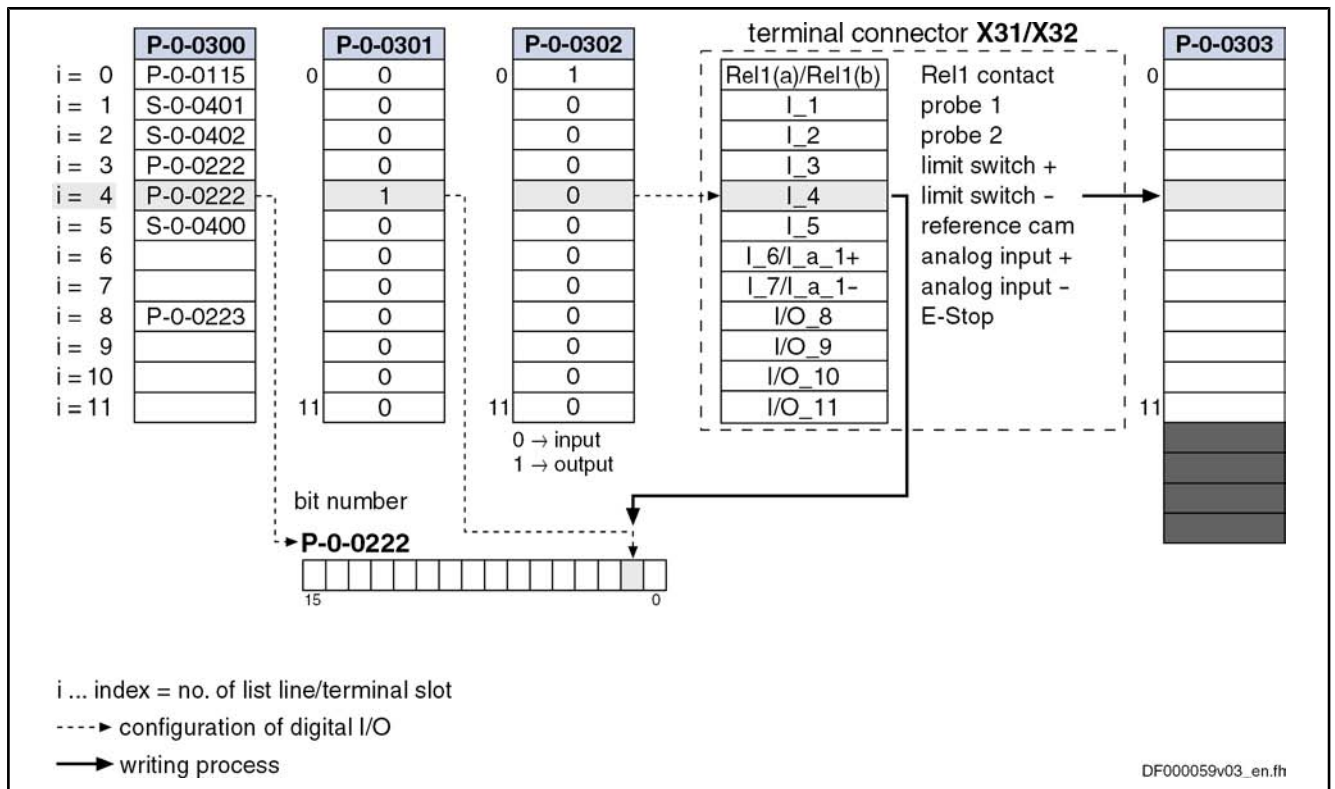 terminal connector X31/X32
P-0-0300 P-0-0301 P-0-0302 P-0-0303
i = 0 P-0-0115 0 0 0 1 Rel1(a)/Rel1(b) Rel1 contact 0
i = 1 S-0-0401 0 0 I_1 probe 1
i = 2 S-0-0402 0 0 I_2 probe 2
i = 3 P-0-0222 0 0 I_3 limit switch +
i = 4 P-0-0222 1 0 I_4 limit switch −
i = 5 S-0-0400 0 0 I_5 reference cam
i = 6 0 0 I_6/I_a_1+ analog input +
i = 7 0 0 I_7/I_a_1− analog input −
i = 8 P-0-0223 0 0 I/O_8 E-Stop
i = 9 0 0 I/O_9
i = 10 0 0 I/O_10
i = 11 11 0 11 0 I/O_11 11
0 → input
1 → output
bit number
P-0-0222
15 0
i ... index = no. of list line/terminal slot
configuration of digital I/O
writing process
DF000059v03_en.fh